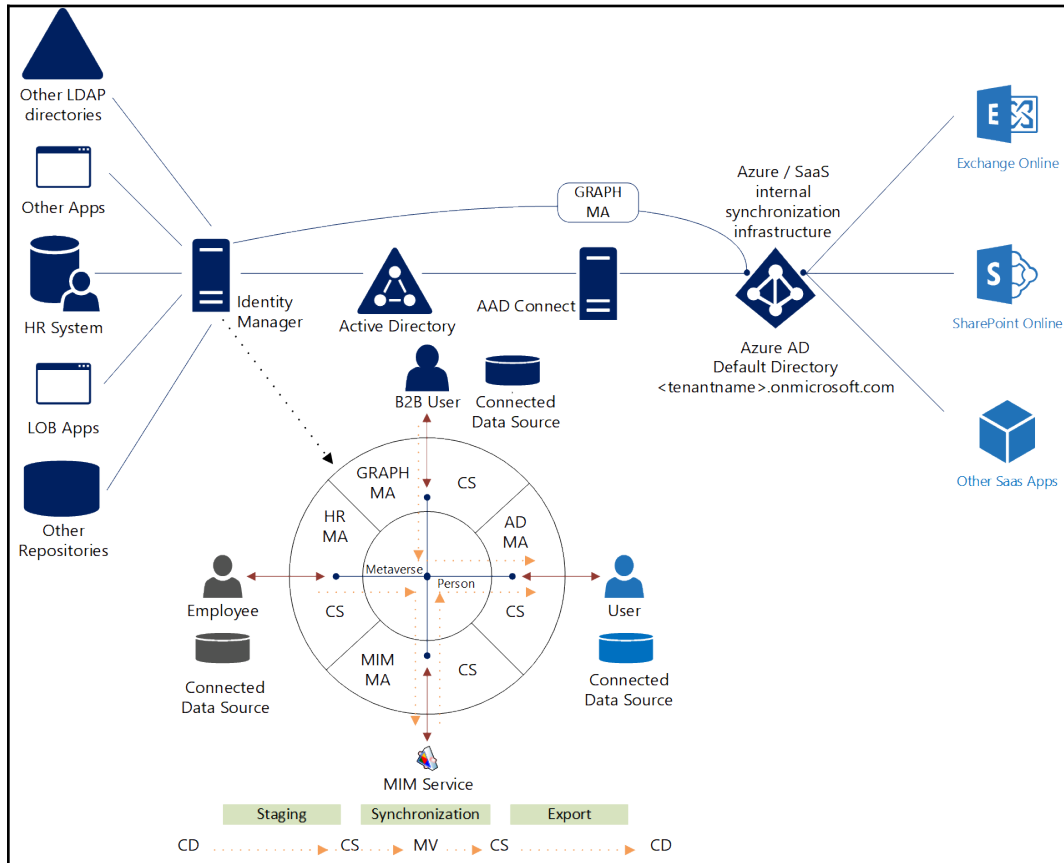 Other LDAP
directories
Other Apps
HR System
LOB Apps
Other
Repositories
Identity
Manager
Active Directory
GRAPH
MA
AAD Connect
Azure / SaaS
internal
synchronization
infrastructure
Azure AD
Default Directory
<tenantname>.onmicrosoft.com
E
Exchange Online
S
SharePoint Online
Other Saas Apps
B2B User
Connected
Data Source
GRAPH
MA
CS
HR
MA
AD
MA
Metaverse
Person
CS
CS
MIM
MA
CS
Employee
Connected
Data Source
User
Connected
Data Source
MIM Service
Staging
Synchronization
Export
CD
CS
MV
CS
CD